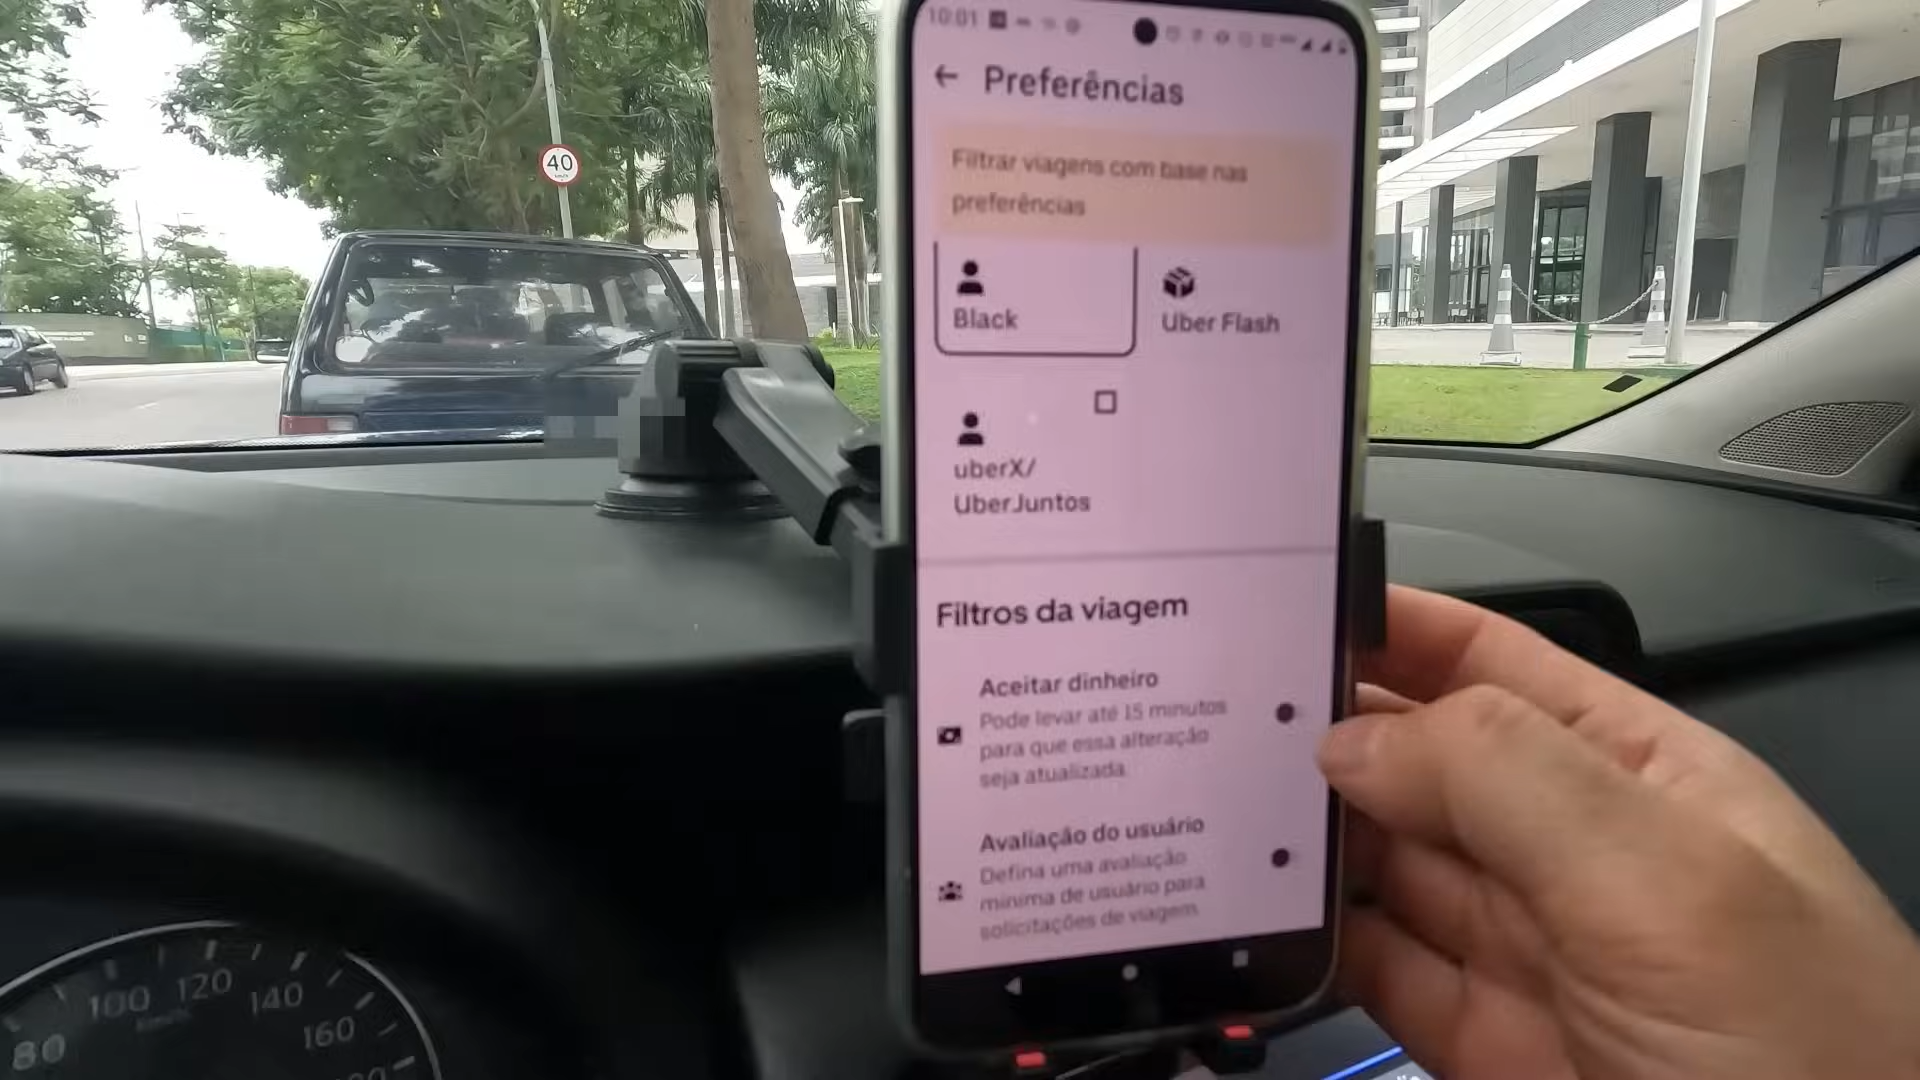 10:01
Preferências
Filtrar viagens com base nas
preferências
Black
Uber Flash
uberX/
UberJuntos
Filtros da viagem
Aceitar dinheiro
Pode levar até 15 minutos
para que essa alteração
seja atualizada.
Avaliação do usuário
Defina uma avaliação
mínima de usuário para
solicitações de viagem.
40
80
100
120
140
160